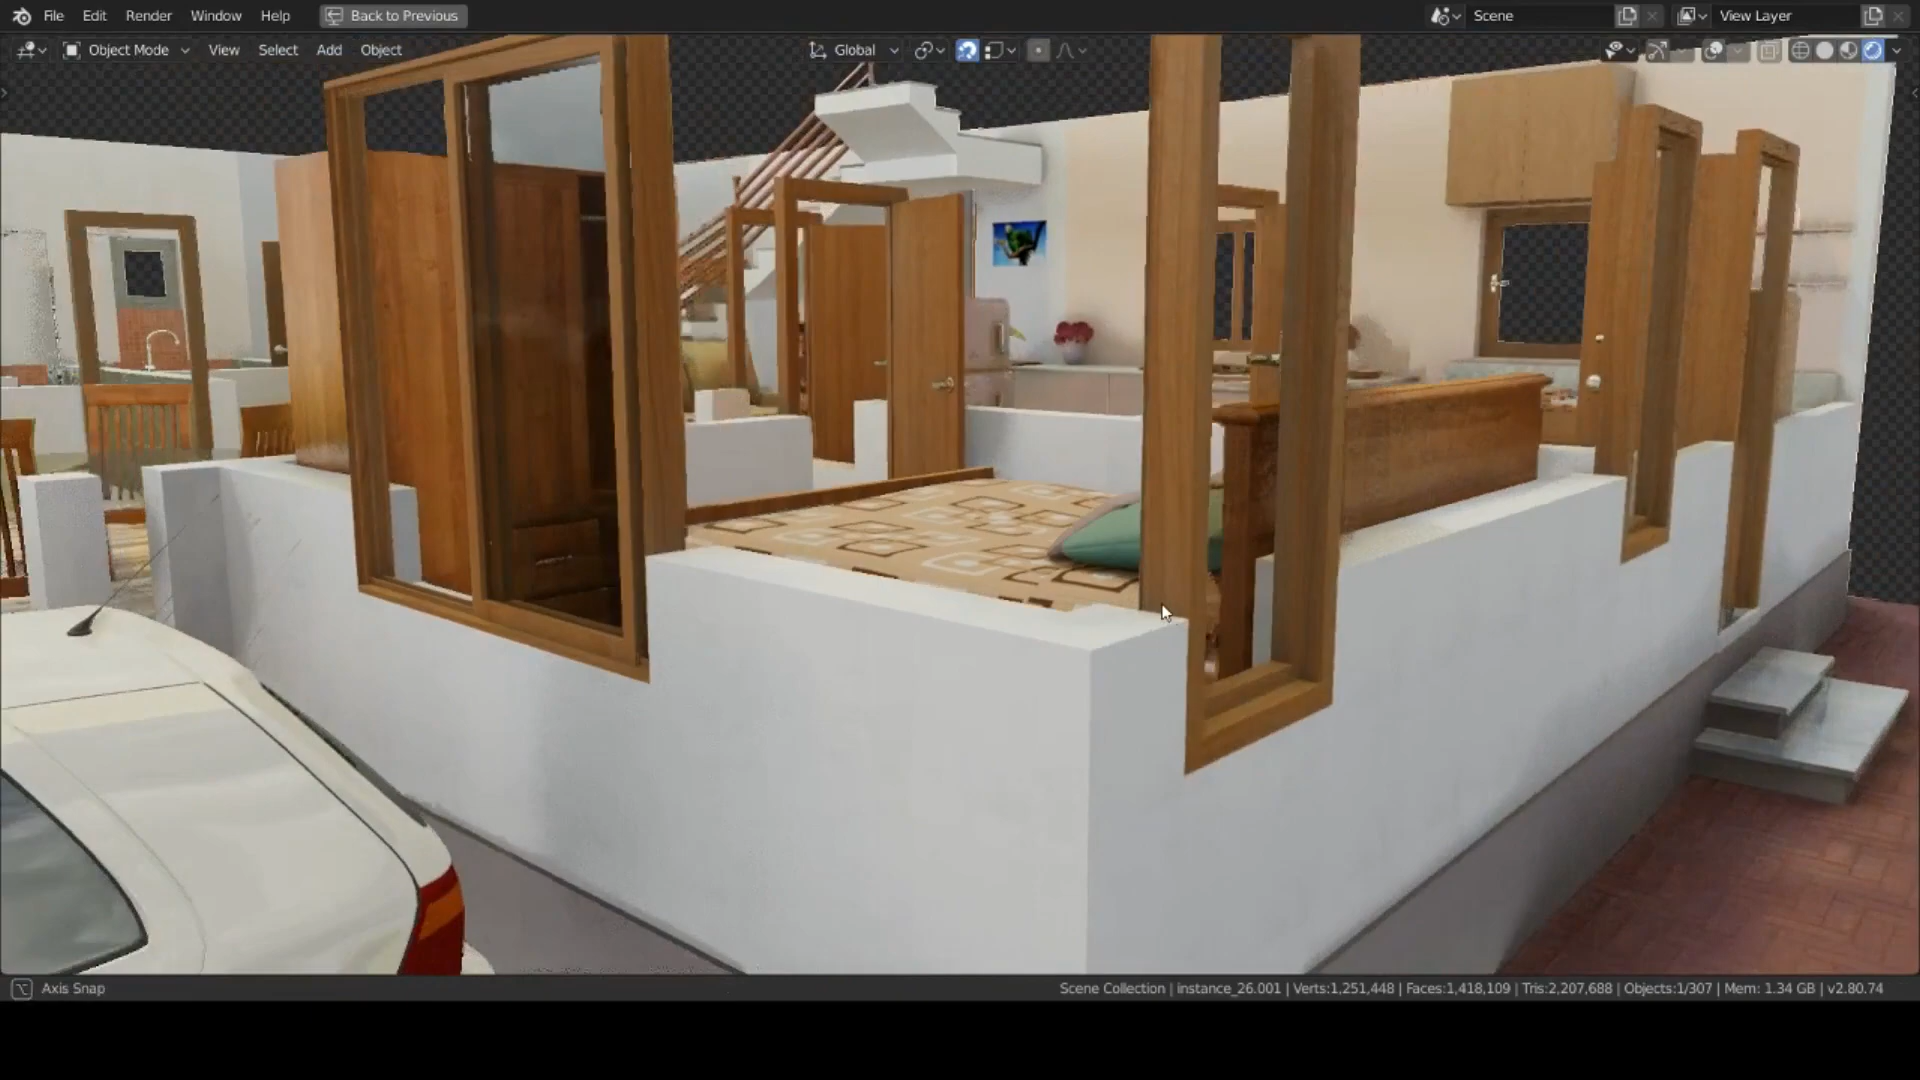 File Edit Render Window Help Back to Previous Scene View Layer
Object Mode View Select Add Object Global
Axis Snap Scene Collection | instance_26.001 | Verts:1,251,448 | Faces:1,418,109 | Tris:2,207,688 | Objects:1/307 | Mem: 1.34 GB | v2.80.74